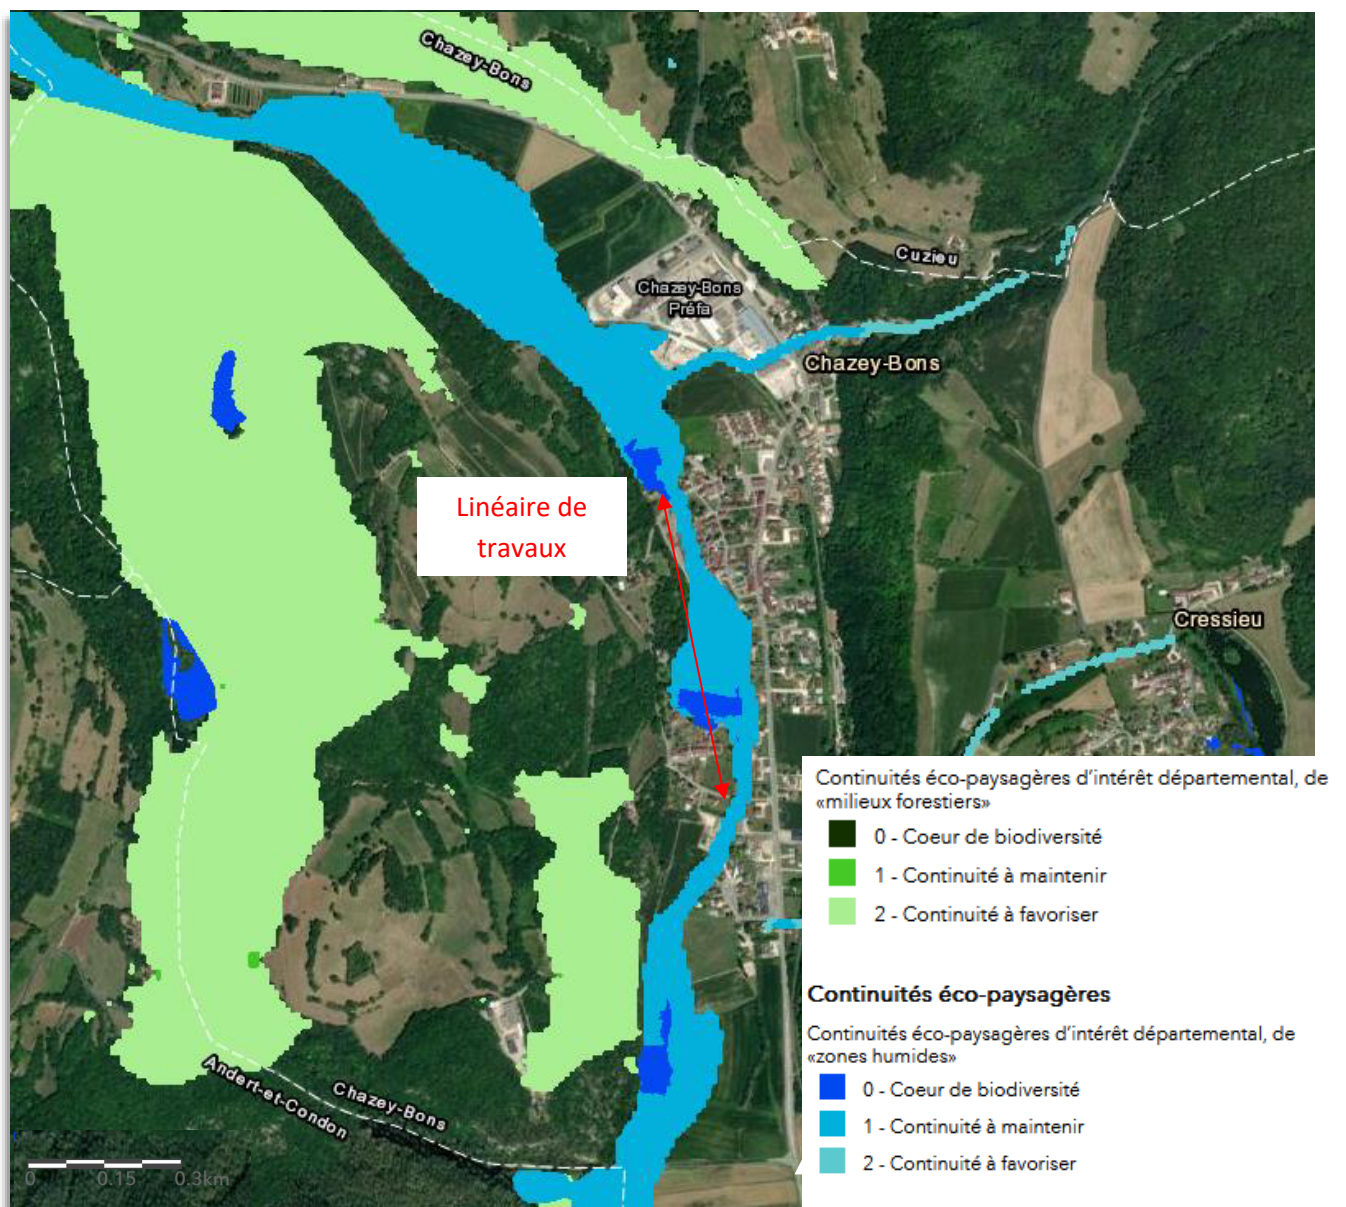 Chazey-Bons
Cuzieu
Chazey-Bons
Préfa
Chazey-Bons
Linéaire de
travaux
Cressieu
Continuités éco-paysagères d'intérêt départemental, de
«milieux forestiers»
0 - Coeur de biodiversité
1 - Continuité à maintenir
2 - Continuité à favoriser
Continuités éco-paysagères
Continuités éco-paysagères d'intérêt départemental, de
«zones humides»
0 - Coeur de biodiversité
1 - Continuité à maintenir
2 - Continuité à favoriser
Chazey-Bons
Andert-et-Condon
0 0.15 0.3km